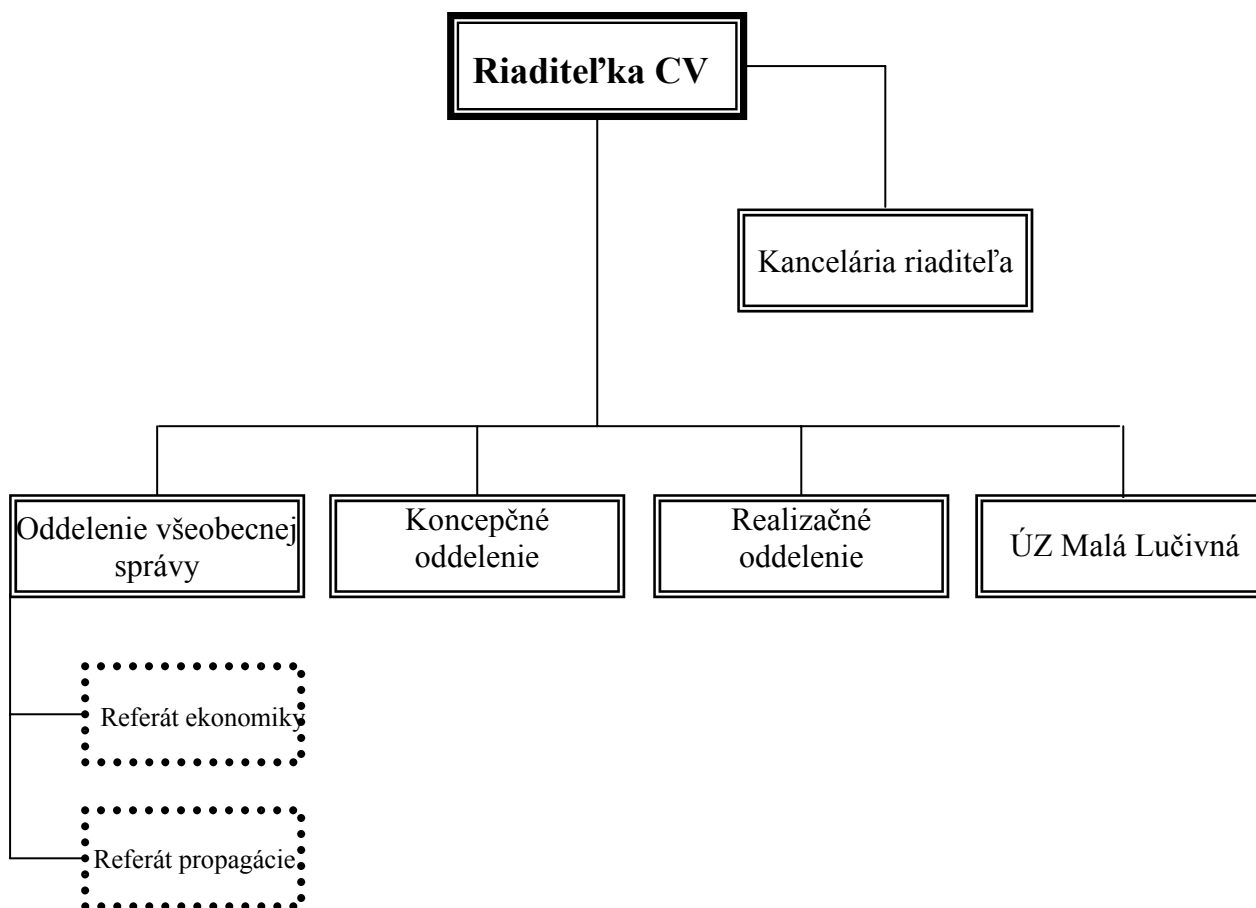 Riaditeľka CV
Kancelária riaditeľa
Oddelenie všeobecnej
správy
Koncepčné
oddelenie
Realizačné
oddelenie
ÚZ Malá Lučivná
Referát ekonomiky
Referát propagácie